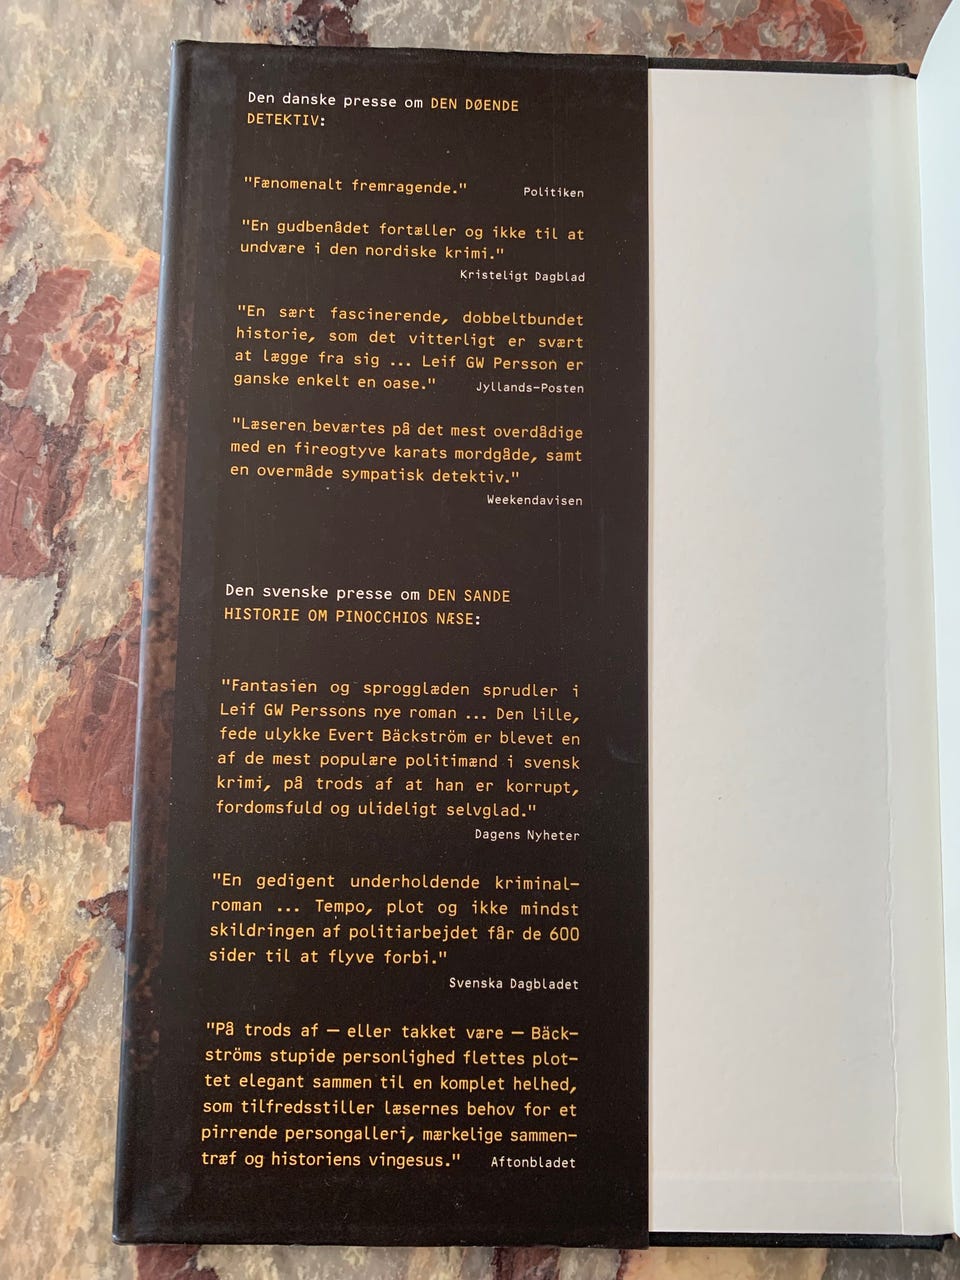 Den danske presse om DEN DØENDE
DETEKTIV:
"Fænomenalt fremragende." Politiken
"En gudbenådet fortæller og ikke til at
undvære i den nordiske krimi."
Kristeligt Dagblad
"En sært fascinerende, dobbeltbundet
historie, som det vitterligt er svært
at lægge fra sig ... Leif GW Persson er
ganske enkelt en oase." Jyllands-Posten
"Læseren beværtes på det mest overdådige
med en fireogtyve karats mordgåde, samt
en overmåde sympatisk detektiv."
Weekendavisen
Den svenske presse om DEN SANDE
HISTORIE OM PINOCCHIOS NÆSE:
"Fantasien og sprogglæden sprudler i
Leif GW Perssons nye roman ... Den lille,
fede ulykke Evert Bäckström er blevet en
af de mest populære politimænd i svensk
krimi, på trods af at han er korrupt,
fordomsfuld og ulideligt selvglad."
Dagens Nyheter
"En gedigent underholdende kriminal-
roman ... Tempo, plot og ikke mindst
skildringen af politiarbejdet får de 600
sider til at flyve forbi."
Svenska Dagbladet
"På trods af – eller takket være – Bäck-
ströms stupide personlighed flettes plot-
tet elegant sammen til en komplet helhed,
som tilfredsstiller læsernes behov for et
pirrende persongalleri, mærkelige sammen-
træf og historiens vingesus." Aftonbladet